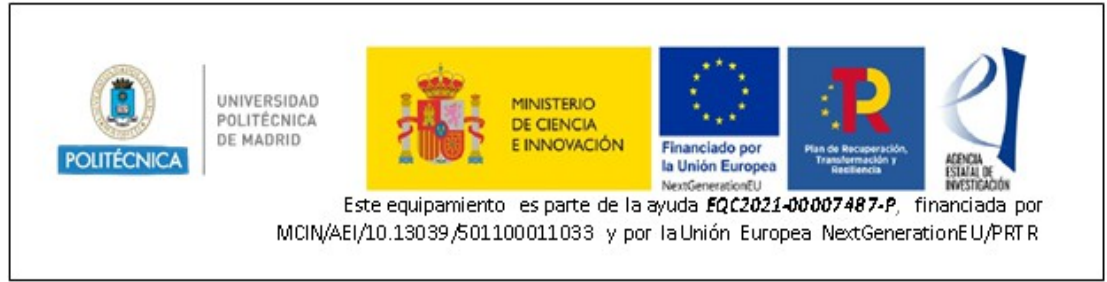 POLITÉCNICA
UNIVERSIDAD
POLITÉCNICA
DE MADRID
MINISTERIO
DE CIENCIA
E INNOVACIÓN
Financiado por
la Unión Europea
NextGenerationEU
Plan de Recuperación,
Transformación y
Resiliencia
AGENCIA
ESTATAL DE
INVESTIGACIÓN
Este equipamiento es parte de la ayuda EQC2021-00007487-P, financiada por
MCIN/AEI/10.13039/501100011033 y por la Unión Europea NextGenerationEU/PRTR